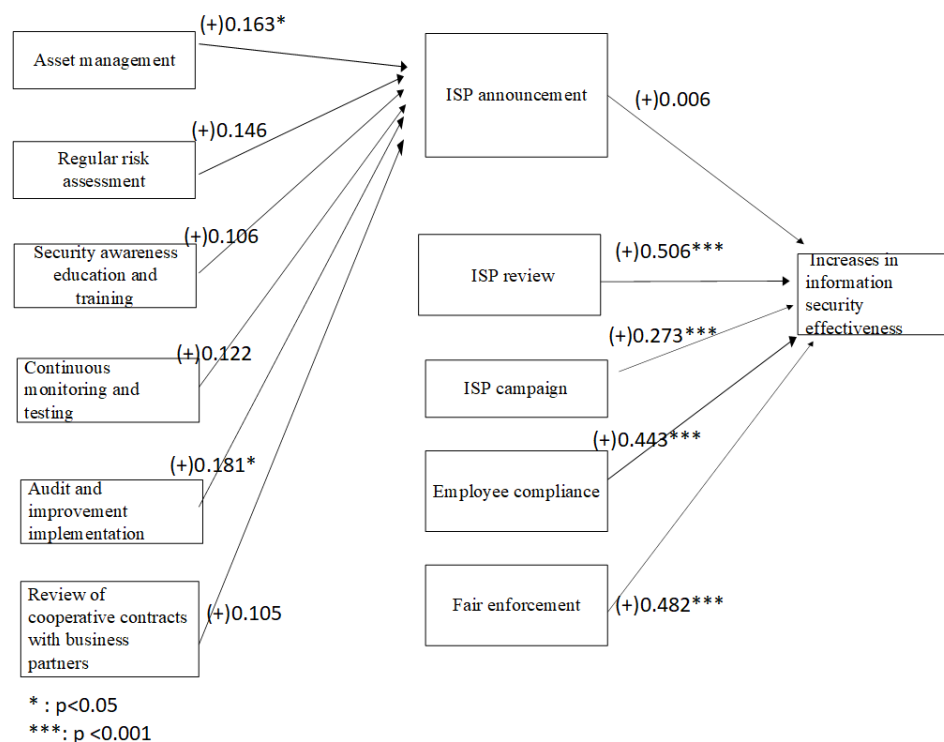 (+)0.163*
Asset management
ISP announcement
(+)0.006
(+)0.146
Regular risk
assessment
(+)0.106
Security awareness
education and
training
(+)0.506***
ISP review
Increases in
information
security
effectiveness
(+)0.273***
(+)0.122
Continuous
monitoring and
testing
ISP campaign
(+)0.443***
(+)0.181*
Audit and
improvement
implementation
Employee compliance
Review of
cooperative contracts
with business
partners
(+)0.105
Fair enforcement
(+)0.482***
* : p<0.05
***: p <0.001